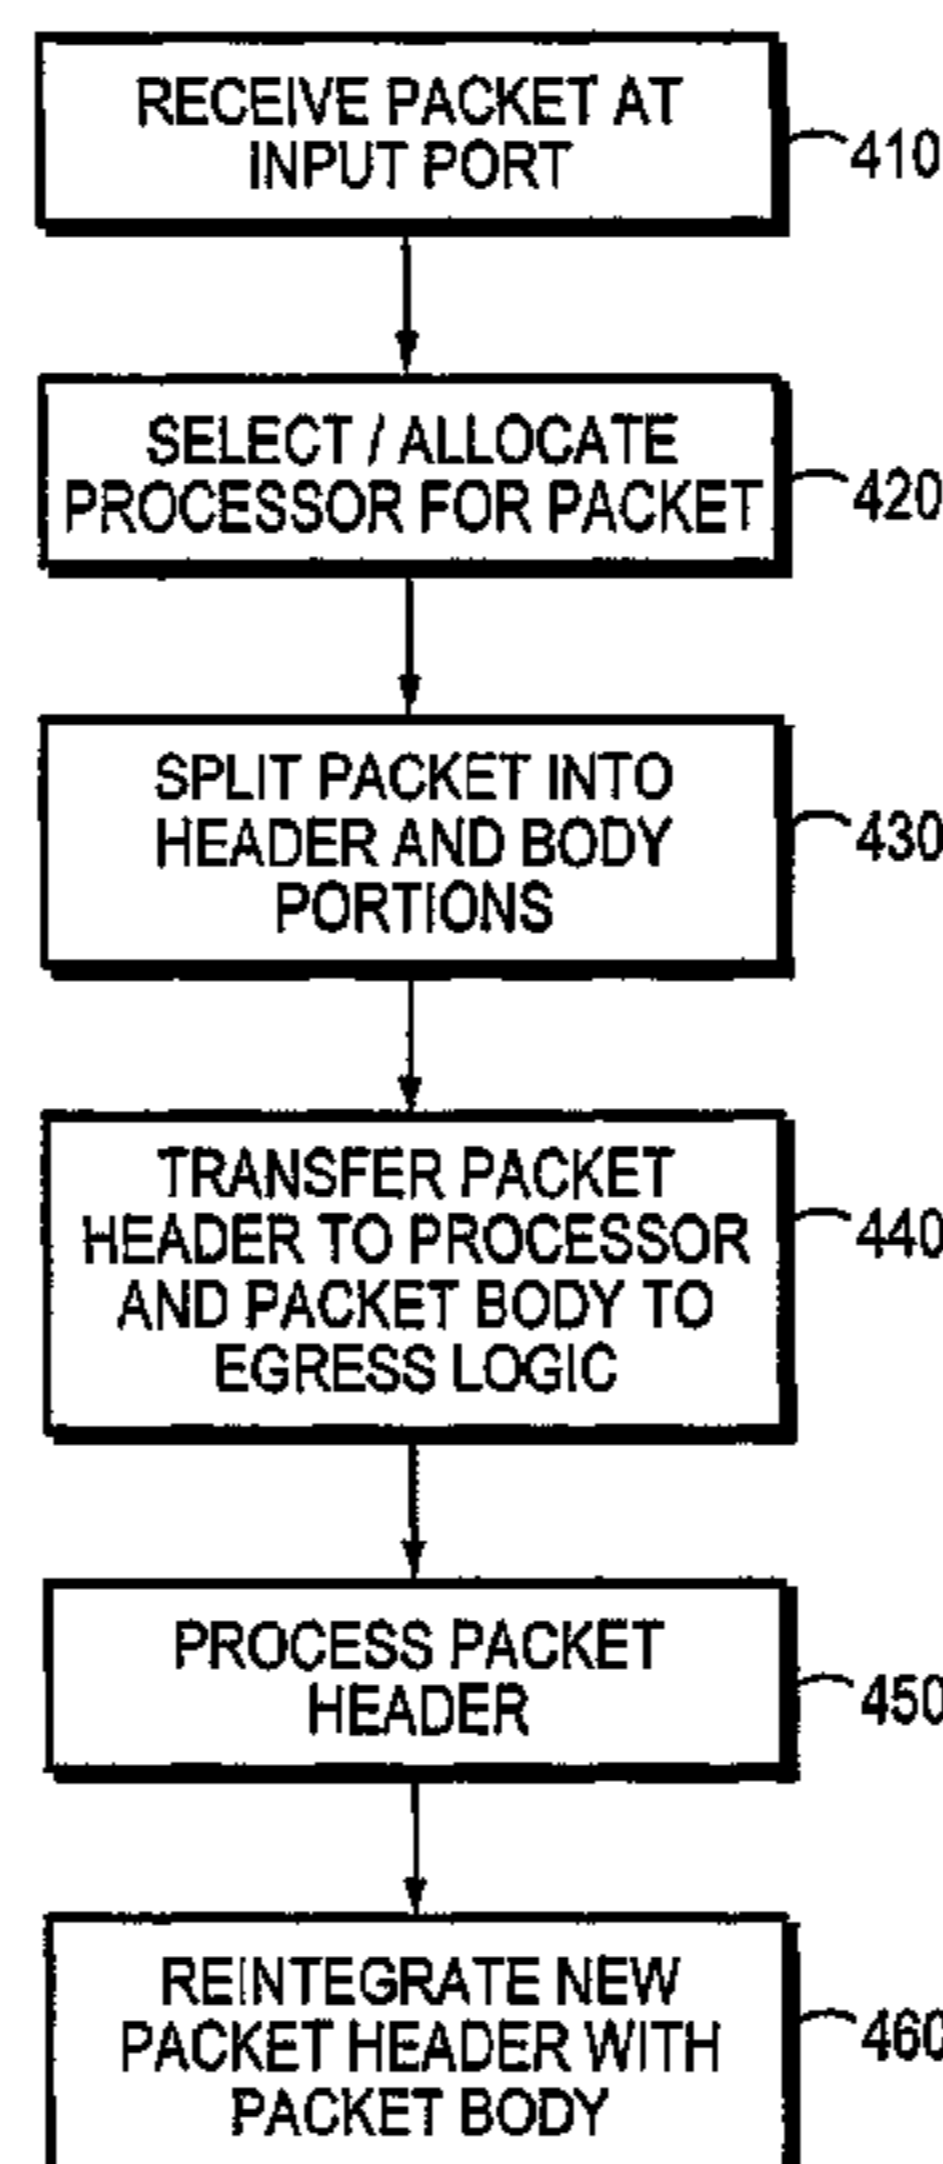 RECEIVE PACKET AT
INPUT PORT
410
SELECT / ALLOCATE
PROCESSOR FOR PACKET
420
SPLIT PACKET INTO
HEADER AND BODY
PORTIONS
430
TRANSFER PACKET
HEADER TO PROCESSOR
AND PACKET BODY TO
EGRESS LOGIC
440
PROCESS PACKET
HEADER
450
REINTEGRATE NEW
PACKET HEADER WITH
PACKET BODY
460